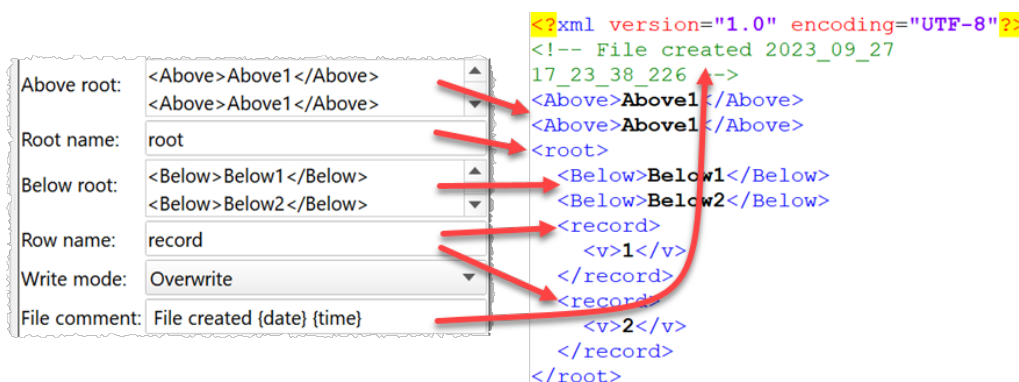 Above root:
<Above>Above1</Above>
<Above>Above1</Above>
Root name:
root
Below root:
<Below>Below1</Below>
<Below>Below2</Below>
Row name:
record
Write mode:
Overwrite
File comment:
File created {date} {time}
<?xml version="1.0" encoding="UTF-8"?>
<!-- File created 2023_09_27
17_23_38_226 -->
<Above>Above1</Above>
<Above>Above1</Above>
<root>
<Below>Below1</Below>
<Below>Below2</Below>
<record>
<v>1</v>
</record>
<record>
<v>2</v>
</record>
</root>